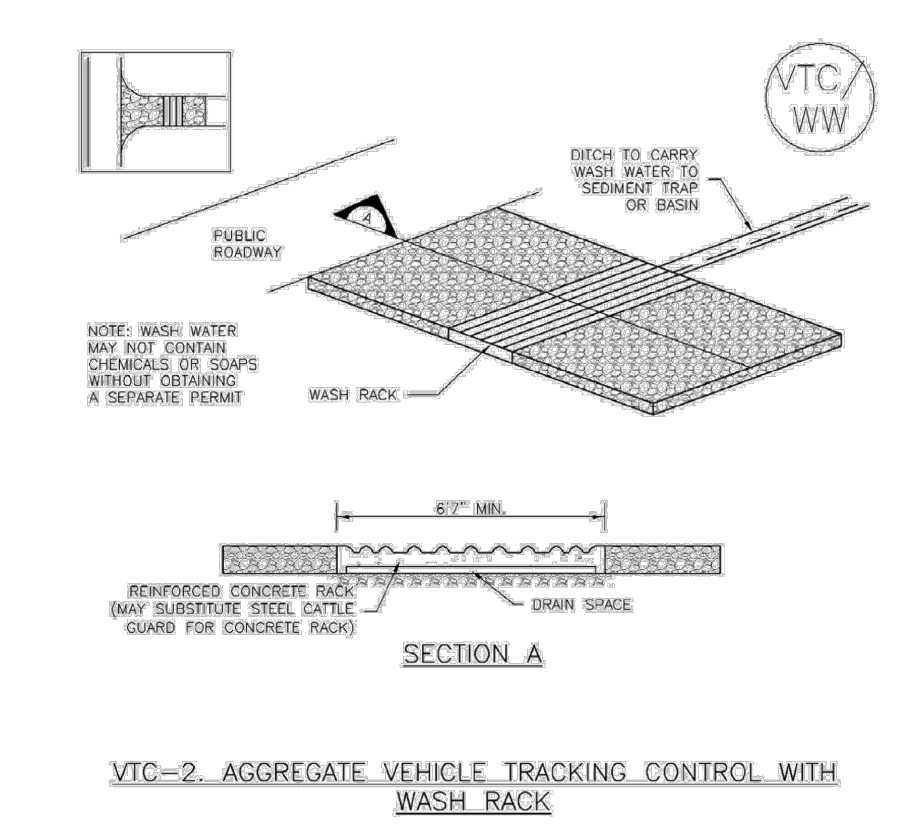 VTC/
WW
DITCH TO CARRY
WASH WATER TO
SEDIMENT TRAP
OR BASIN
A
PUBLIC
ROADWAY
NOTE: WASH WATER
MAY NOT CONTAIN
CHEMICALS OR SOAPS
WITHOUT OBTAINING
A SEPARATE PERMIT
WASH RACK
6'7" MIN.
REINFORCED CONCRETE RACK
(MAY SUBSTITUTE STEEL CATTLE
GUARD FOR CONCRETE RACK)
DRAIN SPACE
SECTION A
VTC-2. AGGREGATE VEHICLE TRACKING CONTROL WITH
WASH RACK